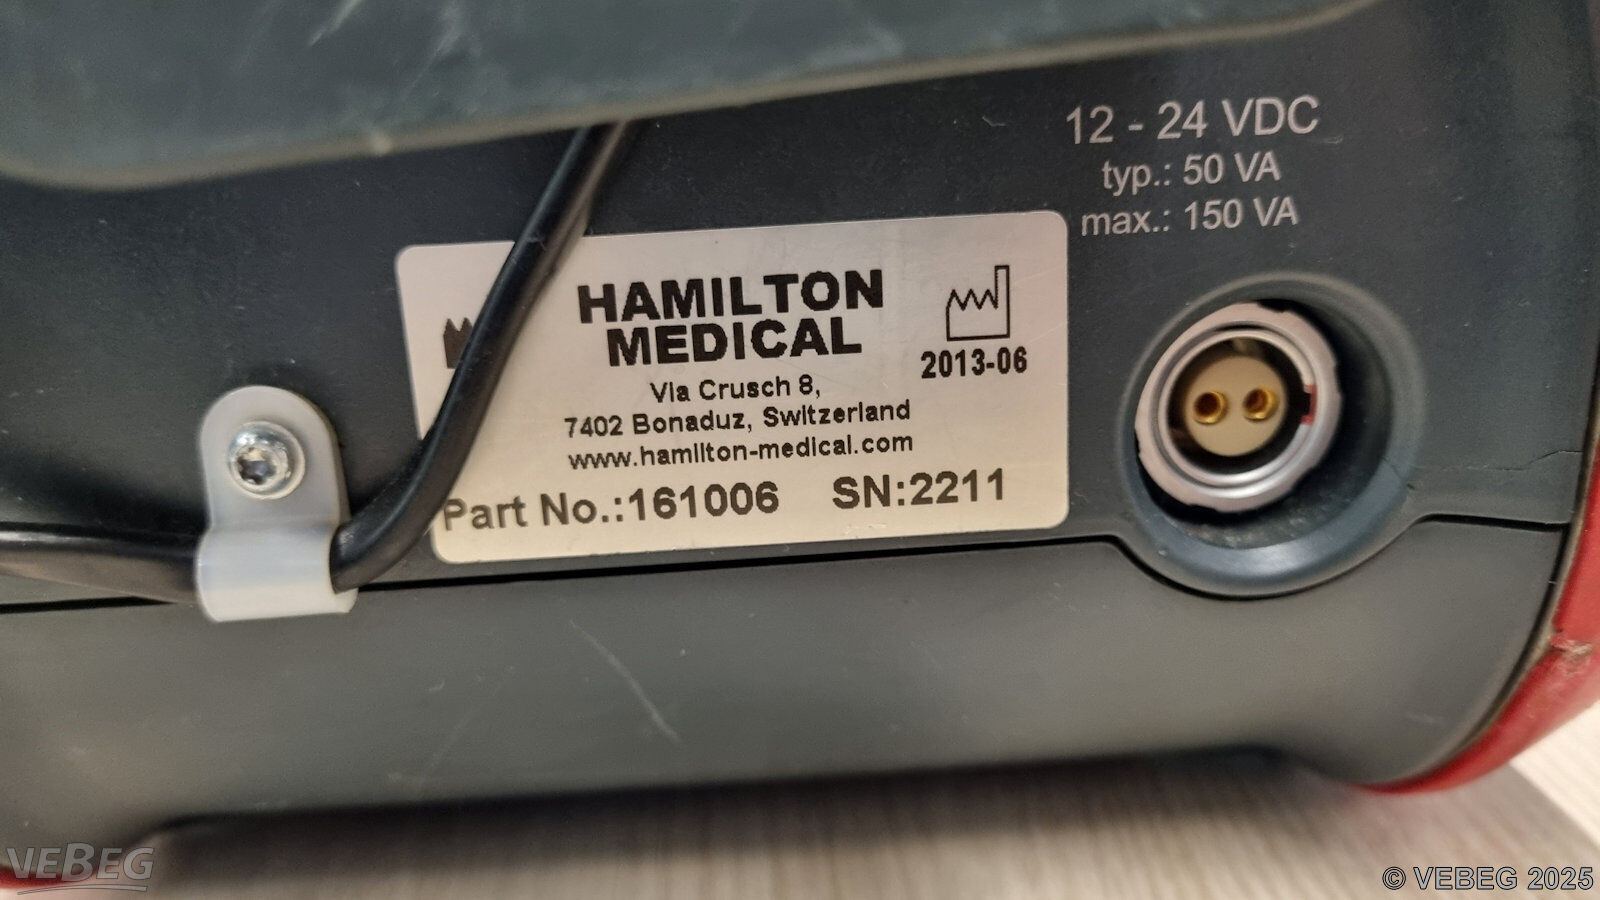 12 - 24 VDC
typ.: 50 VA
max.: 150 VA
HAMILTON
MEDICAL
2013-06
Via Crusch 8,
7402 Bonaduz, Switzerland
www.hamilton-medical.com
Part No.:161006 SN:2211
VEBEG
© VEBEG 2025